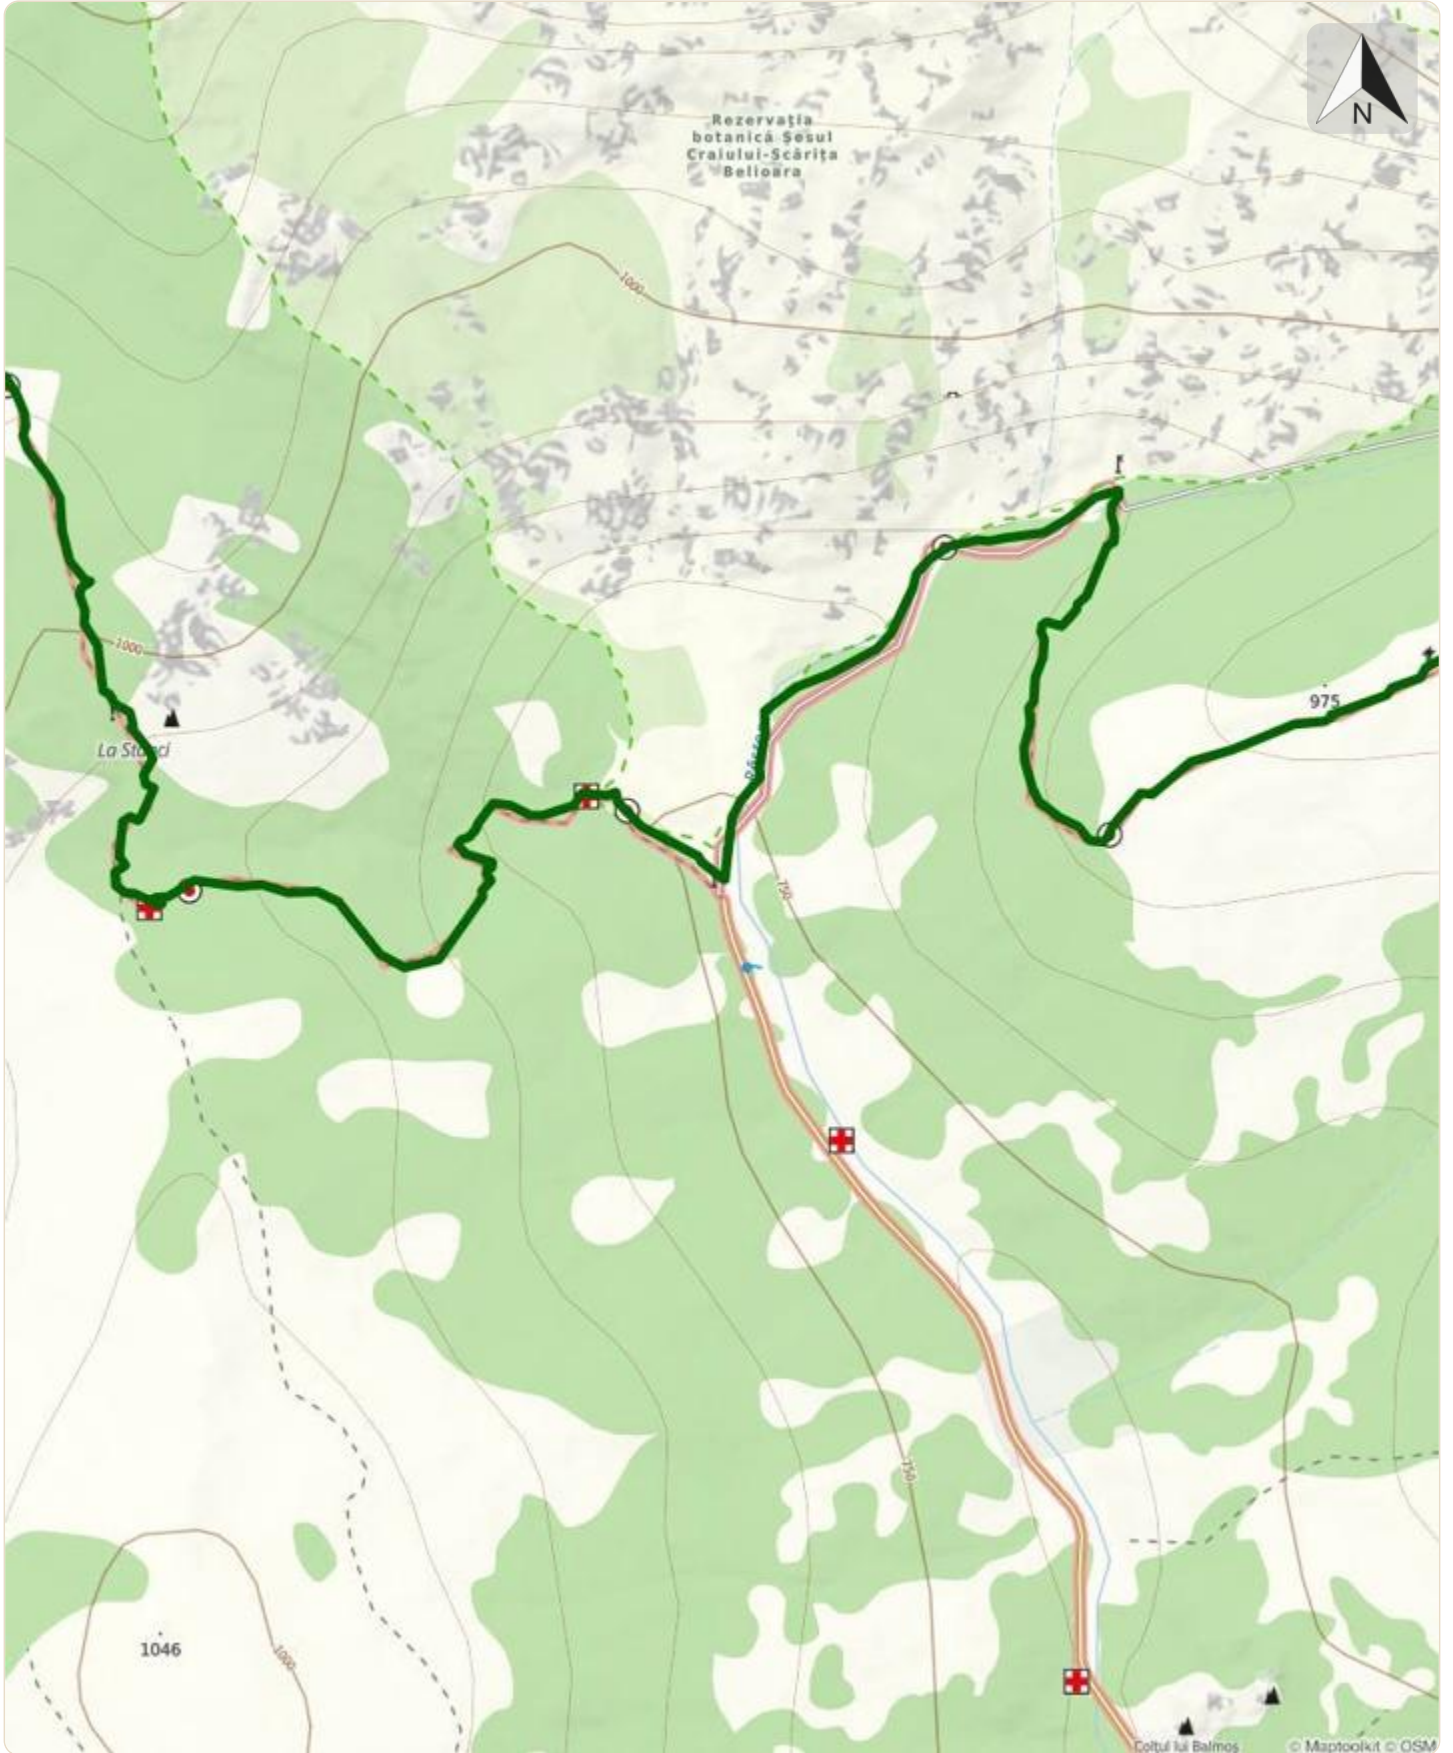 N
Rezervația
botanică Șesul
Craiului-Scărița
Belioara
1000
1000
975
750
750
1046
1000
Colțul lui Balmoș
© Maptoolkit © OSM